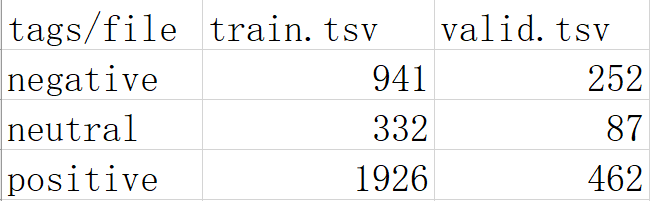 tags/file train.tsv valid.tsv
negative 941 252
neutral 332 87
positive 1926 462